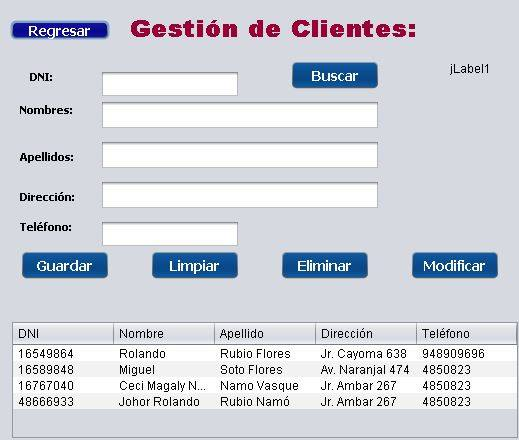 Regresar Gestión de Clientes:
DNI: Buscar jLabel1
Nombres:
Apellidos:
Dirección:
Teléfono:
Guardar Limpiar Eliminar Modificar
DNI Nombre Apellido Dirección Teléfono
16549864 Rolando Rubio Flores Jr. Cayoma 638 948909696
16589848 Miguel Soto Flores Av. Naranjal 474 4850823
16767040 Ceci Magaly N... Namo Vasque Jr. Ambar 267 4850823
48666933 Johor Rolando Rubio Namó Jr. Ambar 267 4850823